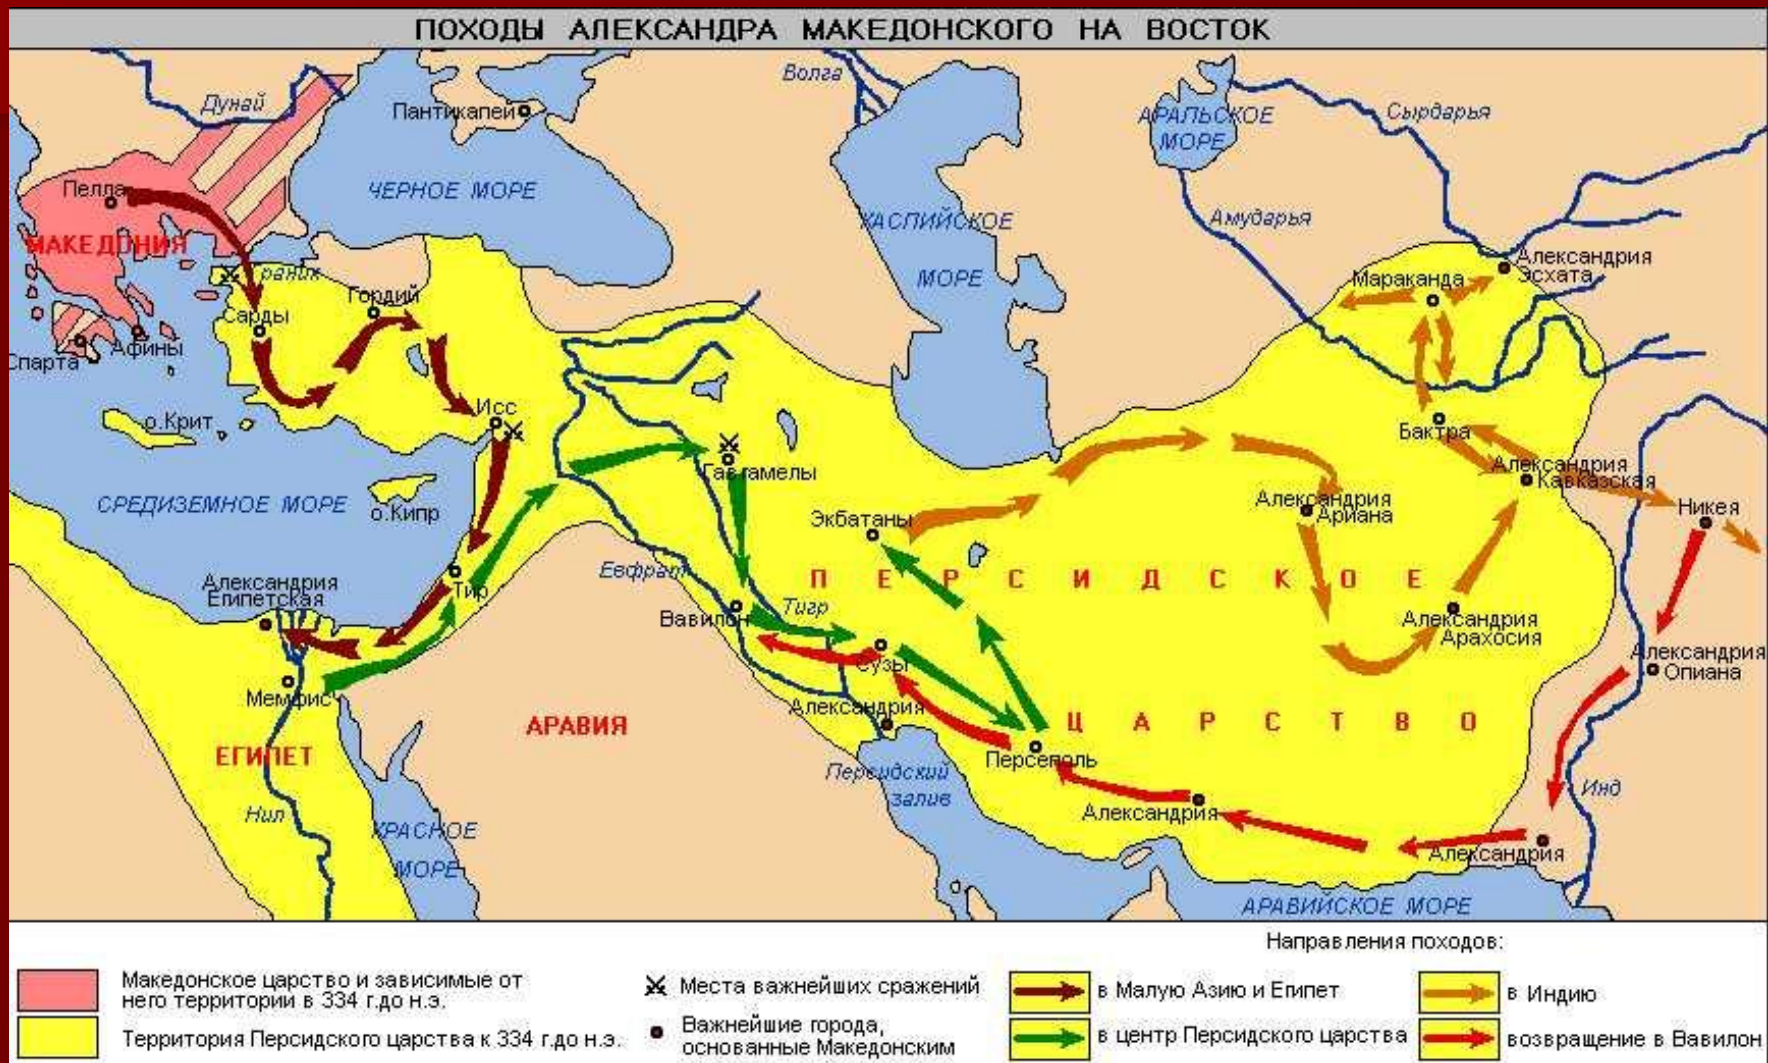 ПОХОДЫ АЛЕКСАНДРА МАКЕДОНСКОГО НА ВОСТОК
Дунай
Пантикапей
Волга
АРАЛЬСКОЕ
МОРЕ
Сырдарья
Пелла
ЧЕРНОЕ МОРЕ
КАСПИЙСКОЕ
МОРЕ
Амударья
МАКЕДОНИЯ
Граник
Гордий
Сарды
Спарта
Афины
Мараканда
Александрия
Эсхата
о.Крит
Исс
Гавгамелы
Бактра
Александрия
Кавказская
СРЕДИЗЕМНОЕ МОРЕ
о.Кипр
Экбатаны
Александрия
Ариана
Никея
Александрия
Египетская
Тир
Евфрат
Вавилон
Тигр
ПЕРСИДСКОЕ
Александрия
Арахосия
Сузы
Александрия
Опиана
Мемфис
ЕГИПЕТ
АРАВИЯ
Александрия
ЦАРСТВО
Персеполь
Персидский
залив
Нил
КРАСНОЕ
МОРЕ
Александрия
Инд
Александрия
АРАВИЙСКОЕ МОРЕ
Направления походов:
Македонское царство и зависимые от
него территории в 334 г.до н.э.
Территория Персидского царства к 334 г.до н.э.
Места важнейших сражений
Важнейшие города,
основанные Македонским
в Малую Азию и Египет
в центр Персидского царства
в Индию
возвращение в Вавилон